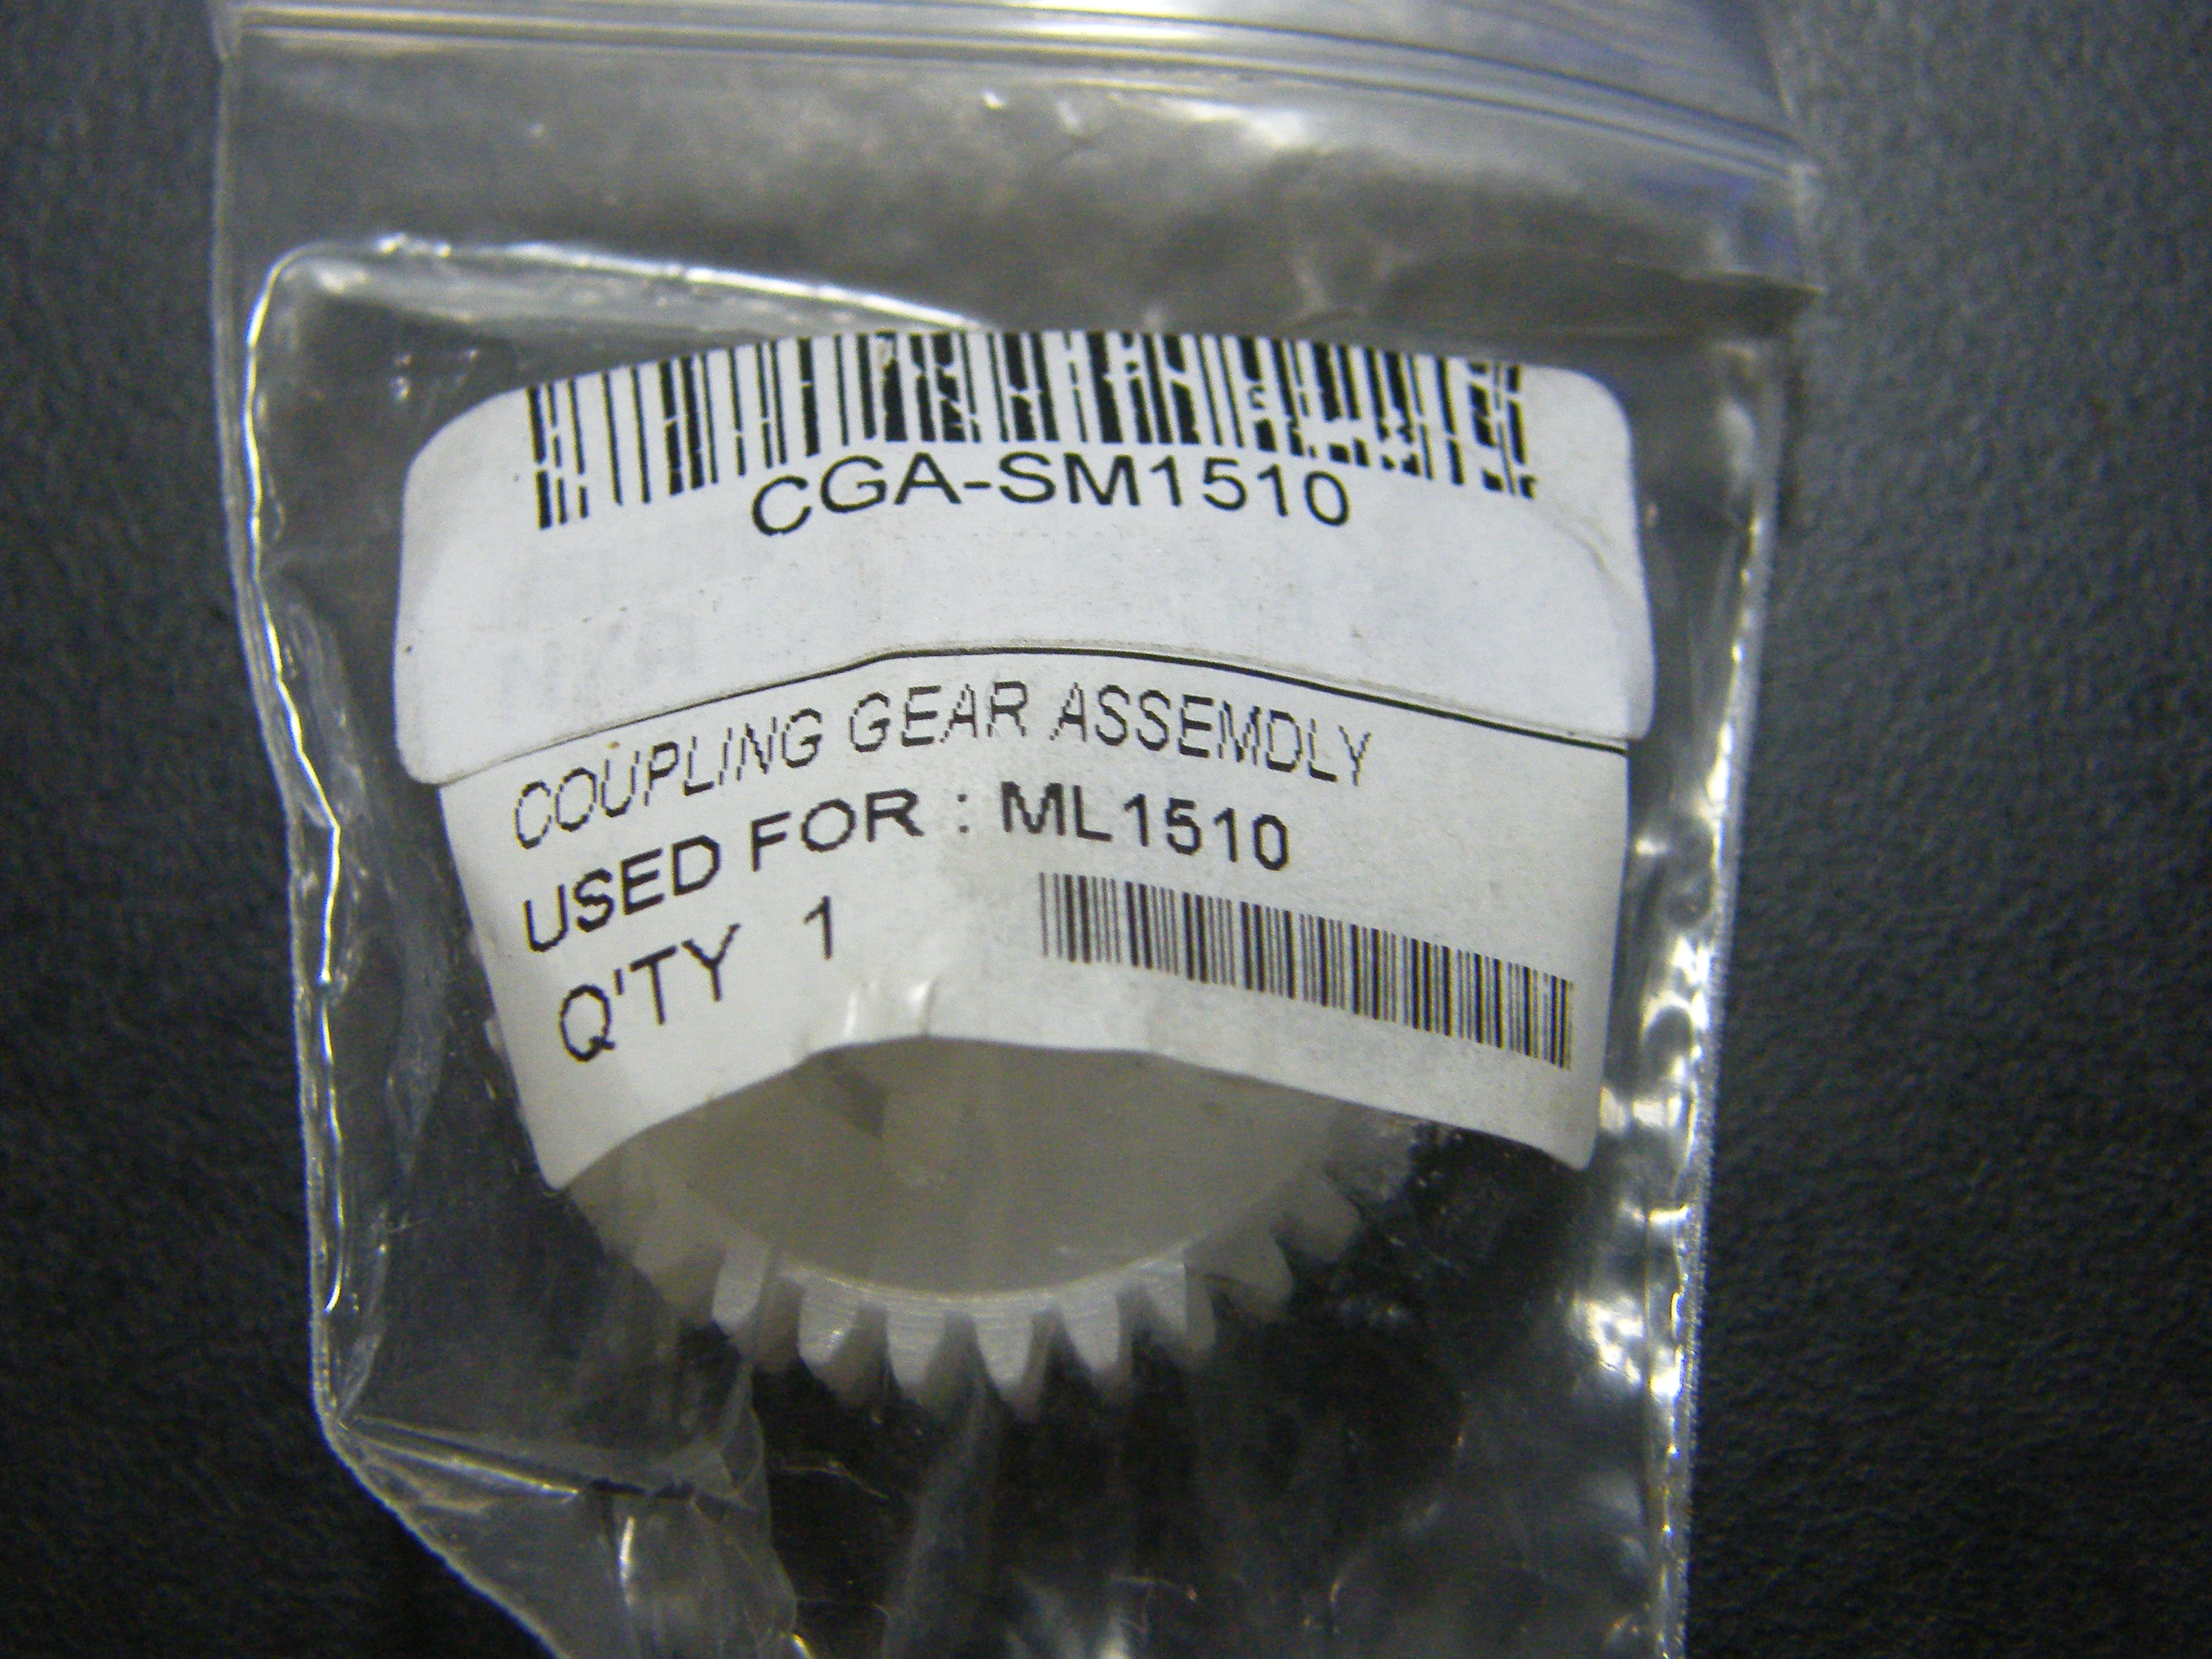 CGA-SM1510
COUPLING GEAR ASSEMDLY
USED FOR : ML1510
Q'TY 1